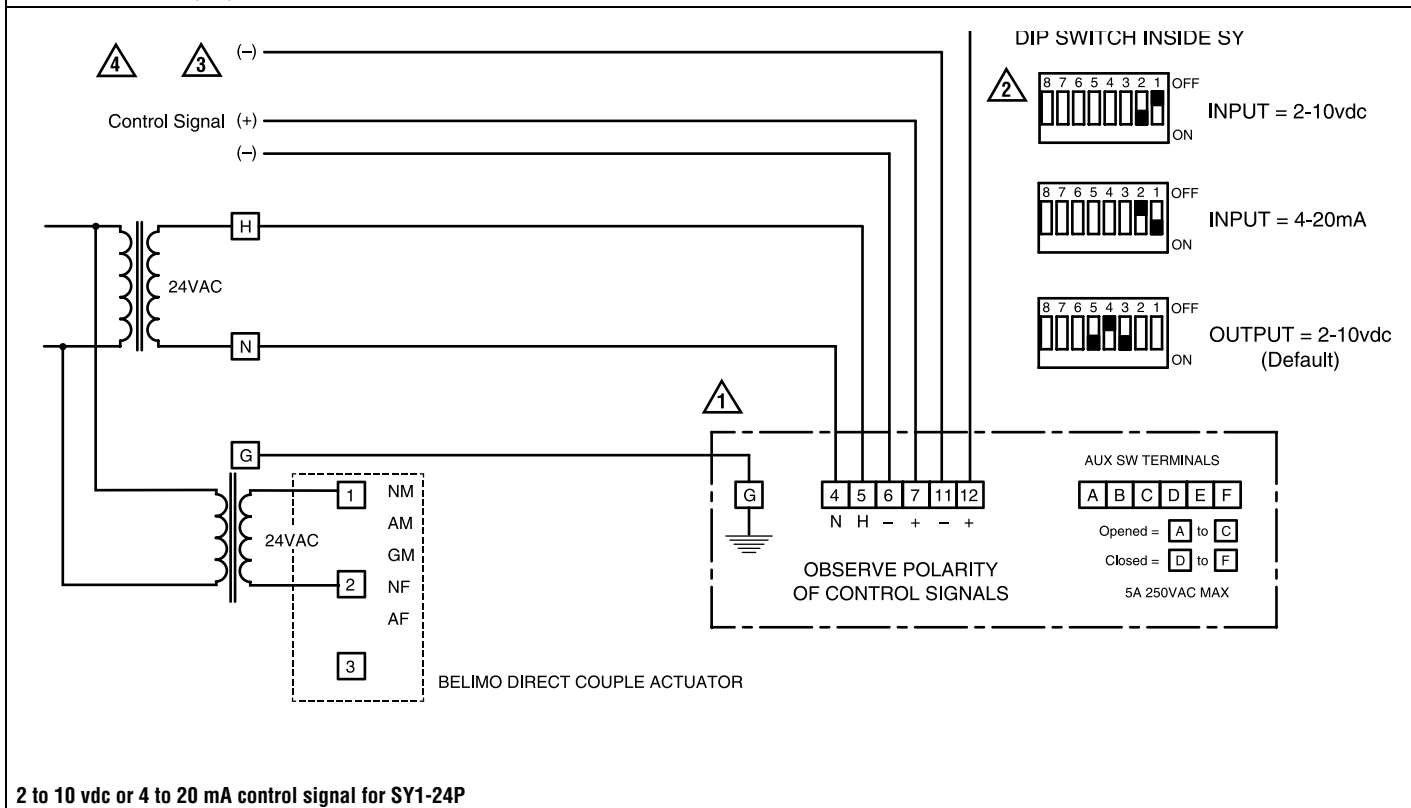 DIP SWITCH INSIDE SY
4
3
(–)
Control Signal (+)
(–)
2
8 7 6 5 4 3 2 1 OFF
INPUT = 2-10vdc
ON
8 7 6 5 4 3 2 1 OFF
INPUT = 4-20mA
ON
8 7 6 5 4 3 2 1 OFF
OUTPUT = 2-10vdc
(Default)
ON
H
24VAC
N
1
G
G
4 5 6 7 11 12
N H – + – +
OBSERVE POLARITY
OF CONTROL SIGNALS
AUX SW TERMINALS
A B C D E F
Opened = A to C
Closed = D to F
5A 250VAC MAX
24VAC
1
2
3
NM
AM
GM
NF
AF
BELIMO DIRECT COUPLE ACTUATOR
2 to 10 vdc or 4 to 20 mA control signal for SY1-24P